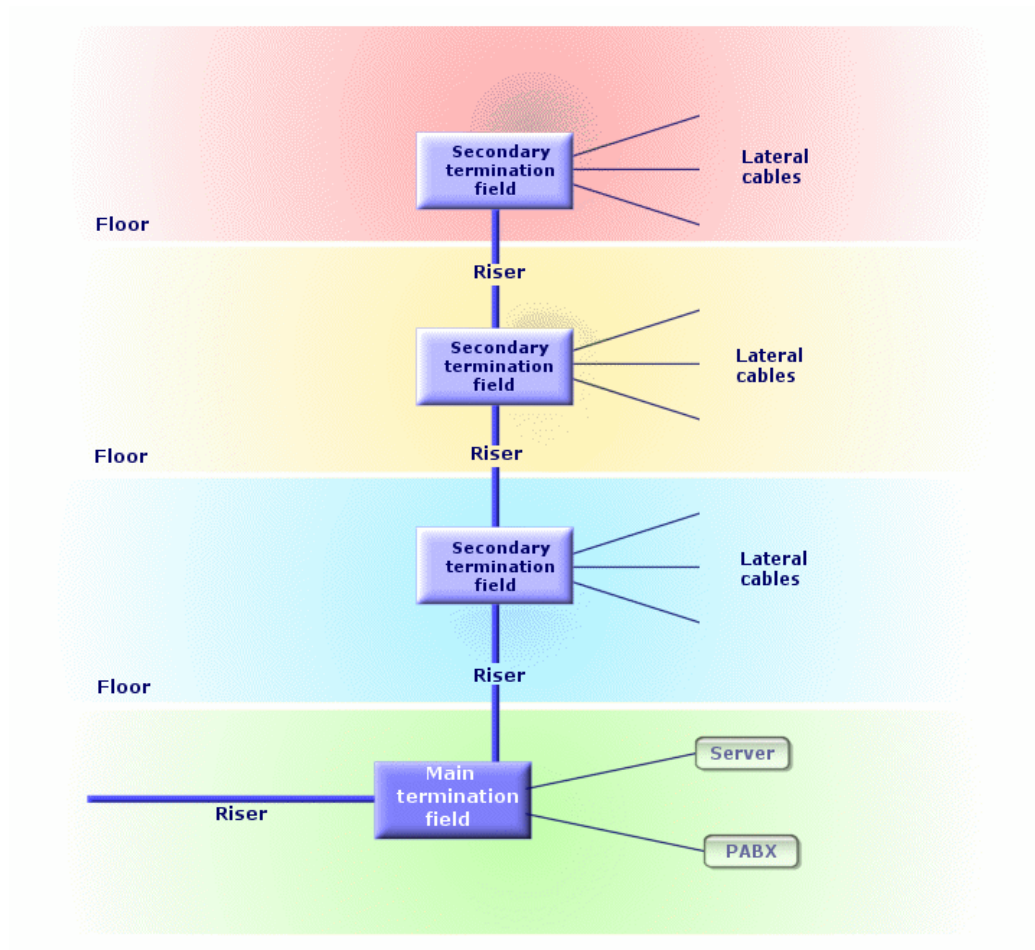 Secondary
termination
field
Lateral
cables
Floor
Riser
Secondary
termination
field
Lateral
cables
Riser
Floor
Secondary
termination
field
Lateral
cables
Riser
Floor
Server
Main
termination
field
Riser
PABX